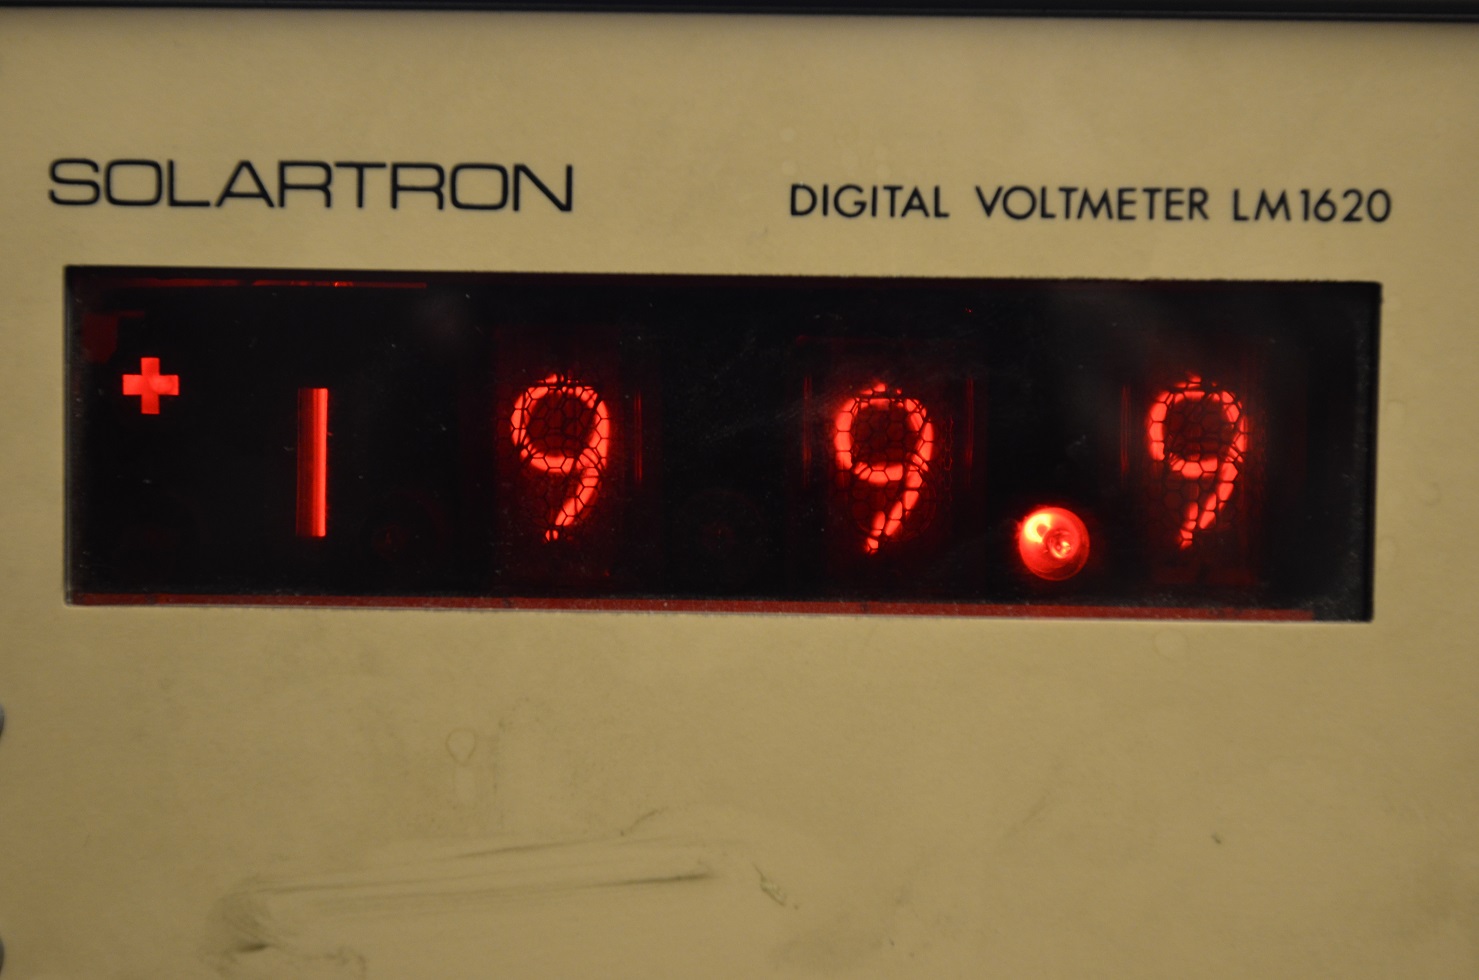 SOLARTRON
DIGITAL VOLTMETER LM1620
+199.9